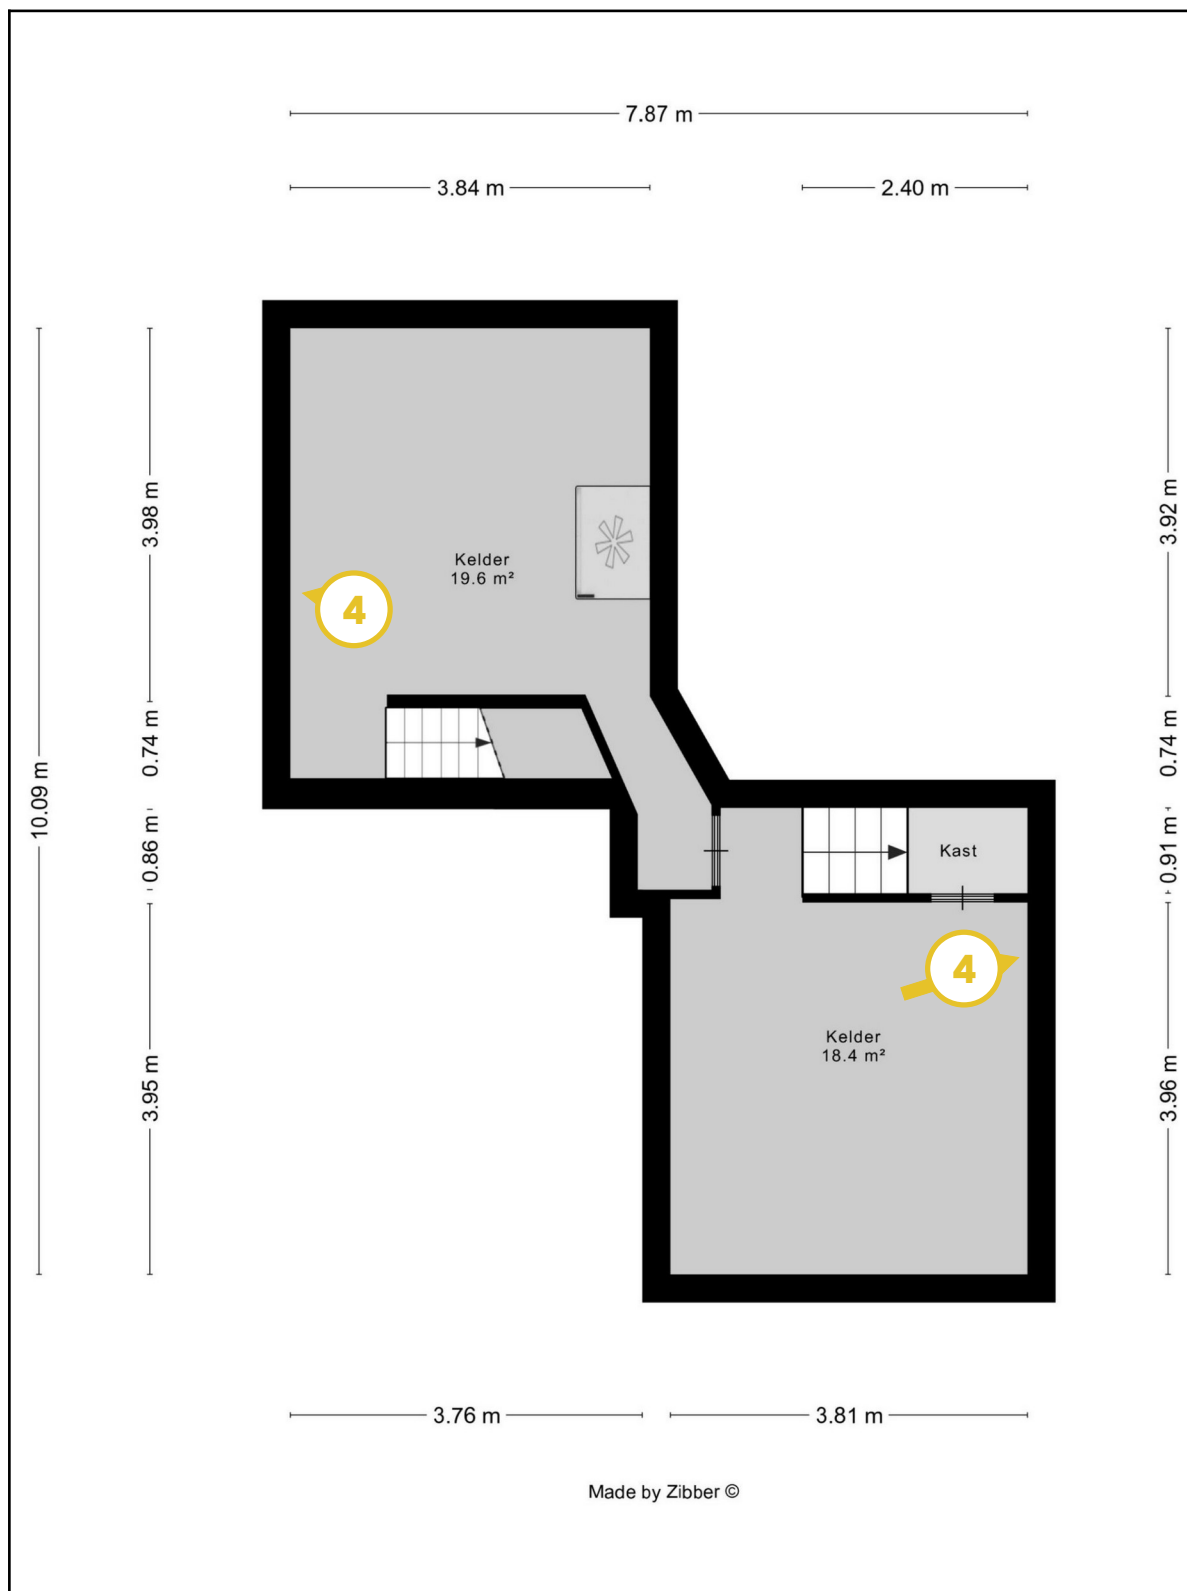 7.87 m
3.84 m
2.40 m
3.98 m
3.92 m
Kelder
19.6 m²
4
0.74 m
0.74 m
10.09 m
0.86 m
0.91 m
Kast
4
Kelder
18.4 m²
3.95 m
3.96 m
3.76 m
3.81 m
Made by Zibber ©